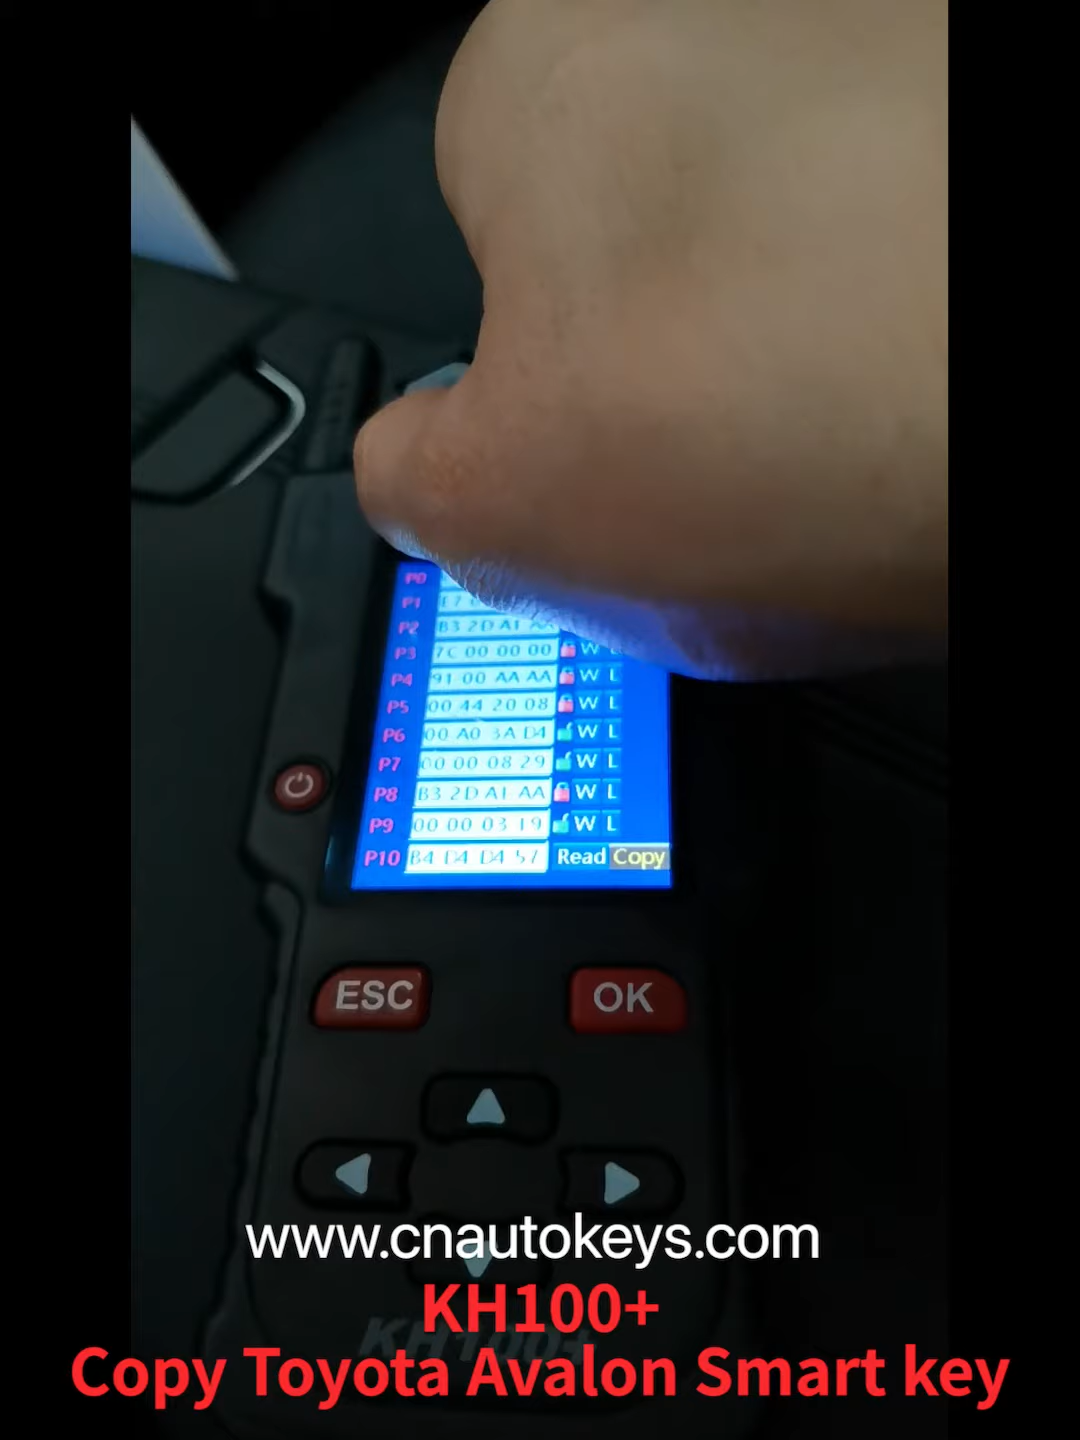 P0
P1 E7
P2 B3 2D A1 AA
P3 7C 00 00 00 W L
P4 91 00 AA AA W L
P5 00 44 20 08 W L
P6 00 A0 3A D4 W L
P7 00 00 08 29 W L
P8 B3 2D A1 AA W L
P9 00 00 03 19 W L
P10 B4 D4 D4 57 Read Copy
ESC OK
www.cnautokeys.com
KH100+
KH100+
Copy Toyota Avalon Smart key